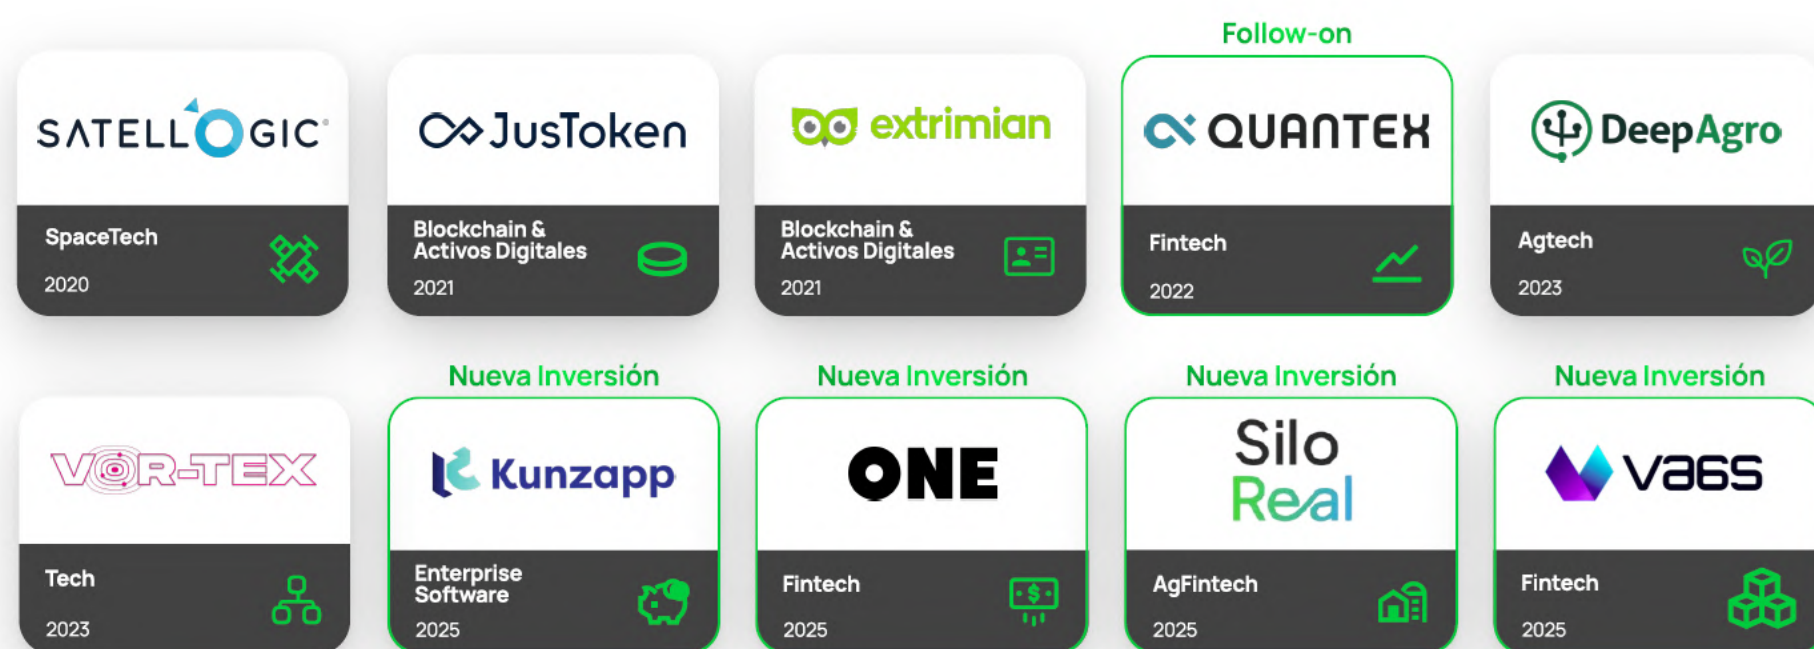 Follow-on
SATELLOGIC®
JusToken
extrimian
QUANTEX
DeepAgro
SpaceTech
2020
Blockchain &
Activos Digitales
2021
Blockchain &
Activos Digitales
2021
Fintech
2022
Agtech
2023
Nueva Inversión
Nueva Inversión
Nueva Inversión
Nueva Inversión
VOR-TEX
Kunzapp
ONE
Silo
Real
Va6s
Tech
2023
Enterprise
Software
2025
Fintech
2025
AgFintech
2025
Fintech
2025